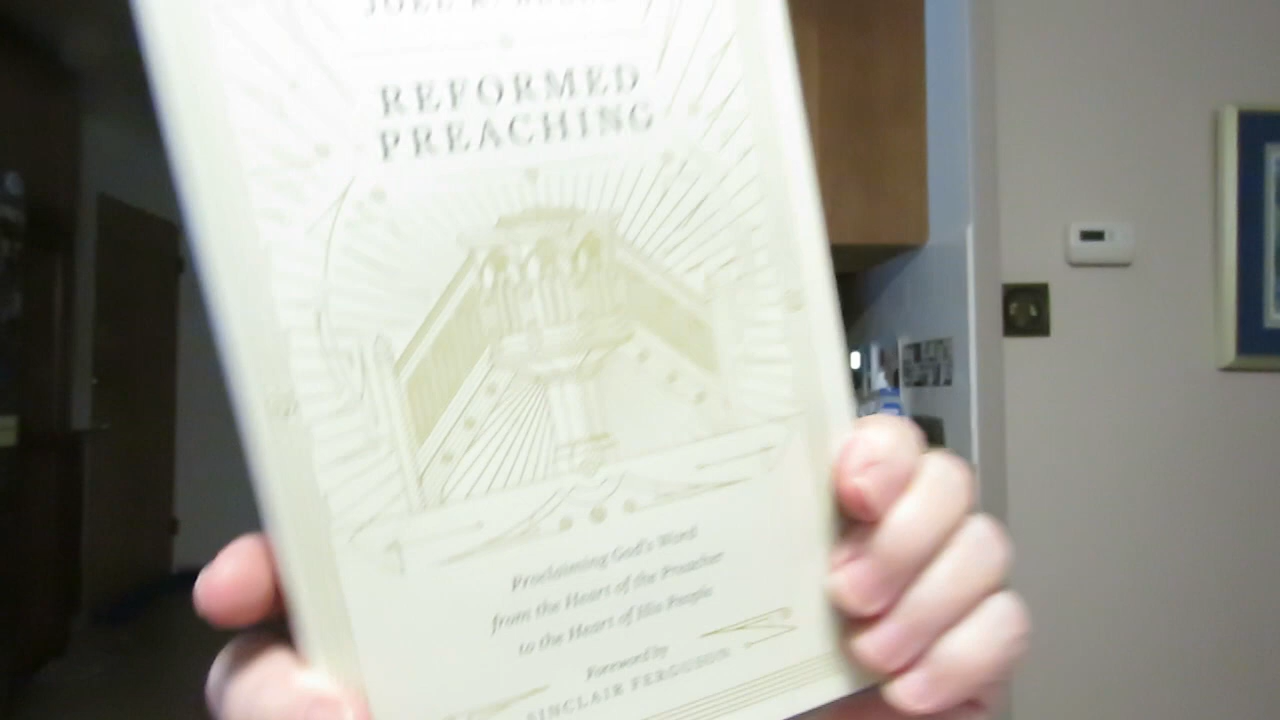 JOEL R.
REFORMED
PREACHING
Proclaiming God's Word
from the Heart of the Preacher
to the Heart of His People
Foreword by
SINCLAIR FERGUSON